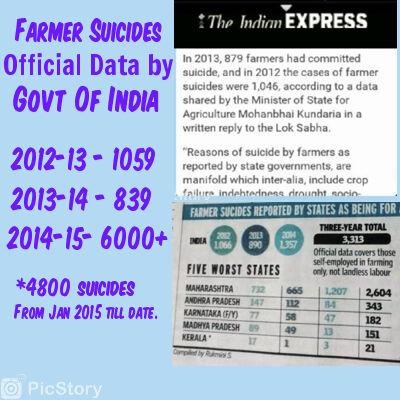 FARMER SUICIDES
Official Data by
GOVT OF INDIA
2012-13 - 1059
2013-14 - 839
2014-15- 6000+
*4800 SUICIDES
FROM JAN 2015 TILL DATE.
The Indian EXPRESS
In 2013, 879 farmers had committed
suicide, and in 2012 the cases of farmer
suicides were 1,046, according to a data
shared by the Minister of State for
Agriculture Mohanbhai Kundaria in a
written reply to the Lok Sabha.
"Reasons of suicide by farmers as
reported by state governments, are
manifold which inter-alia, include crop
failure, indebtedness, drought, socio-
FARMER SUICIDES REPORTED BY STATES AS BEING FOR
INDIA 2012 1,066 2013 890 2014 1,357
THREE-YEAR TOTAL
3,313
Official data covers those
self-employed in farming
only, not landless labour
FIVE WORST STATES
MAHARASHTRA 732 665 1,207 2,604
ANDHRA PRADESH 147 112 84 343
KARNATAKA (F/Y) 77 58 47 182
MADHYA PRADESH 89 49 13 151
KERALA * 17 1 3 21
Compiled by Rukmini S
PicStory